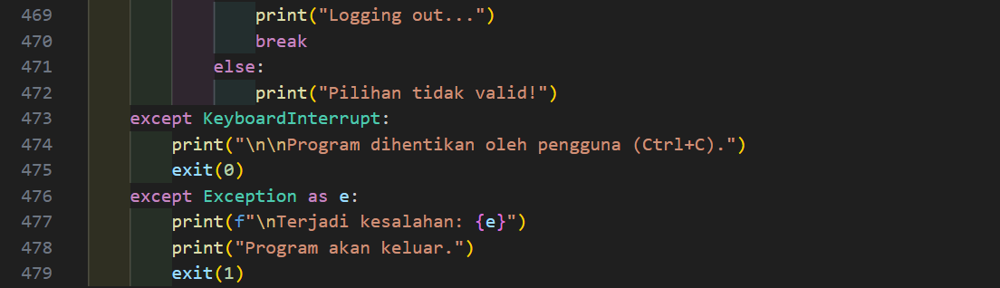 469 print("Logging out...")
470 break
471 else:
472 print("Pilihan tidak valid!")
473 except KeyboardInterrupt:
474 print("\n\nProgram dihentikan oleh pengguna (Ctrl+C).")
475 exit(0)
476 except Exception as e:
477 print(f"\nTerjadi kesalahan: {e}")
478 print("Program akan keluar.")
479 exit(1)